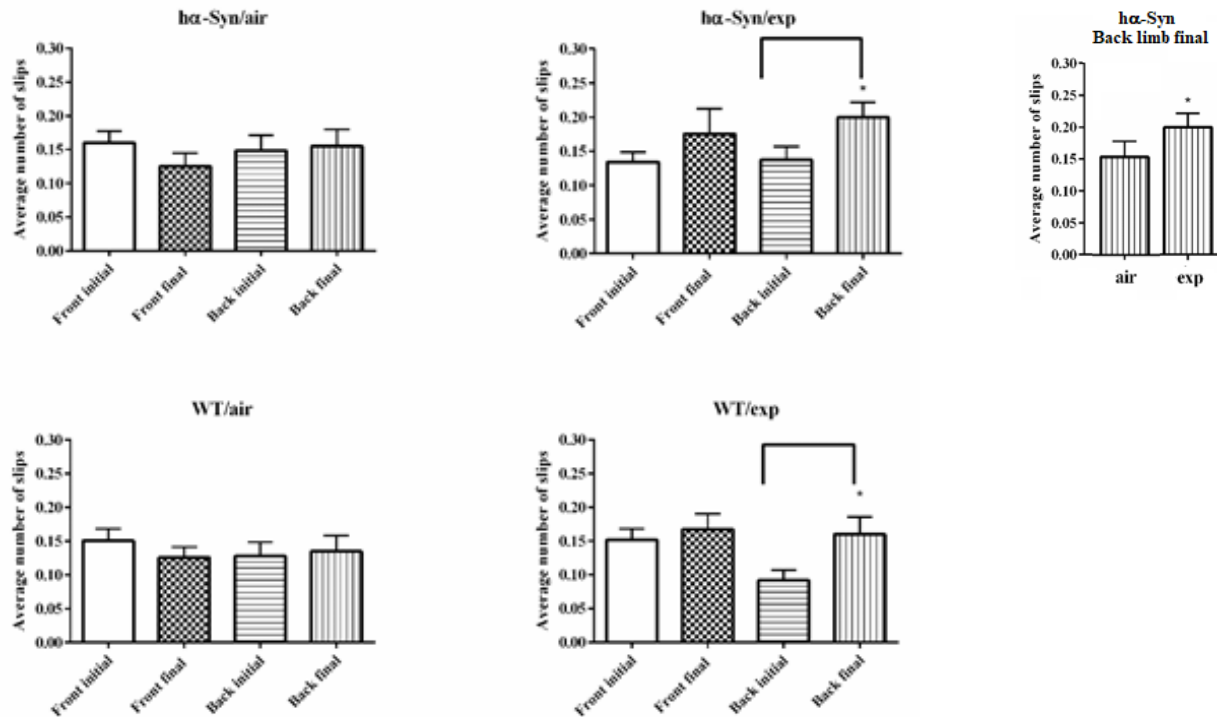 hα-Syn/air
Average number of slips
0.30
0.25
0.20
0.15
0.10
0.05
0.00
Front initial
Front final
Back initial
Back final
hα-Syn/exp
Average number of slips
0.30
0.25
0.20
0.15
0.10
0.05
0.00
*
Front initial
Front final
Back initial
Back final
hα-Syn
Back limb final
Average number of slips
0.30
0.25
0.20
0.15
0.10
0.05
0.00
*
air
exp
WT/air
Average number of slips
0.30
0.25
0.20
0.15
0.10
0.05
0.00
Front initial
Front final
Back initial
Back final
WT/exp
Average number of slips
0.30
0.25
0.20
0.15
0.10
0.05
0.00
*
Front initial
Front final
Back initial
Back final